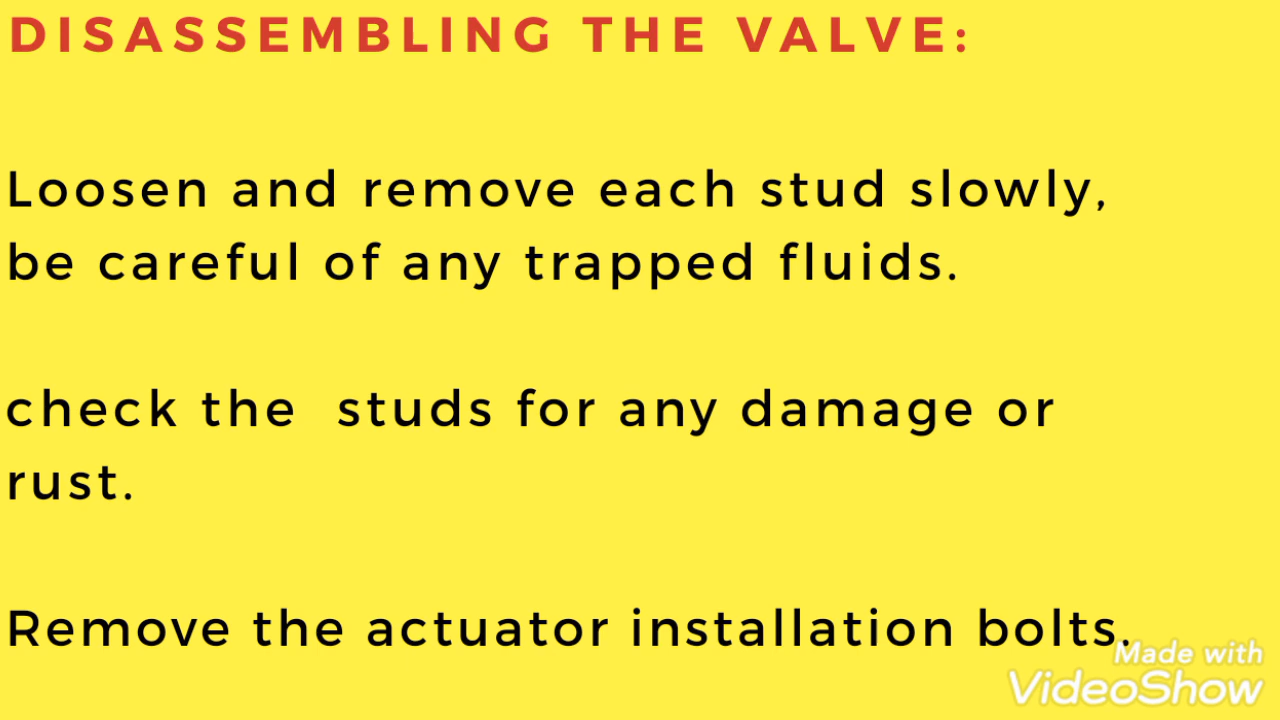 DISASSEMBLING THE VALVE:
Loosen and remove each stud slowly,
be careful of any trapped fluids.
check the  studs for any damage or
rust.
Remove the actuator installation bolts.
Made with
VideoShow